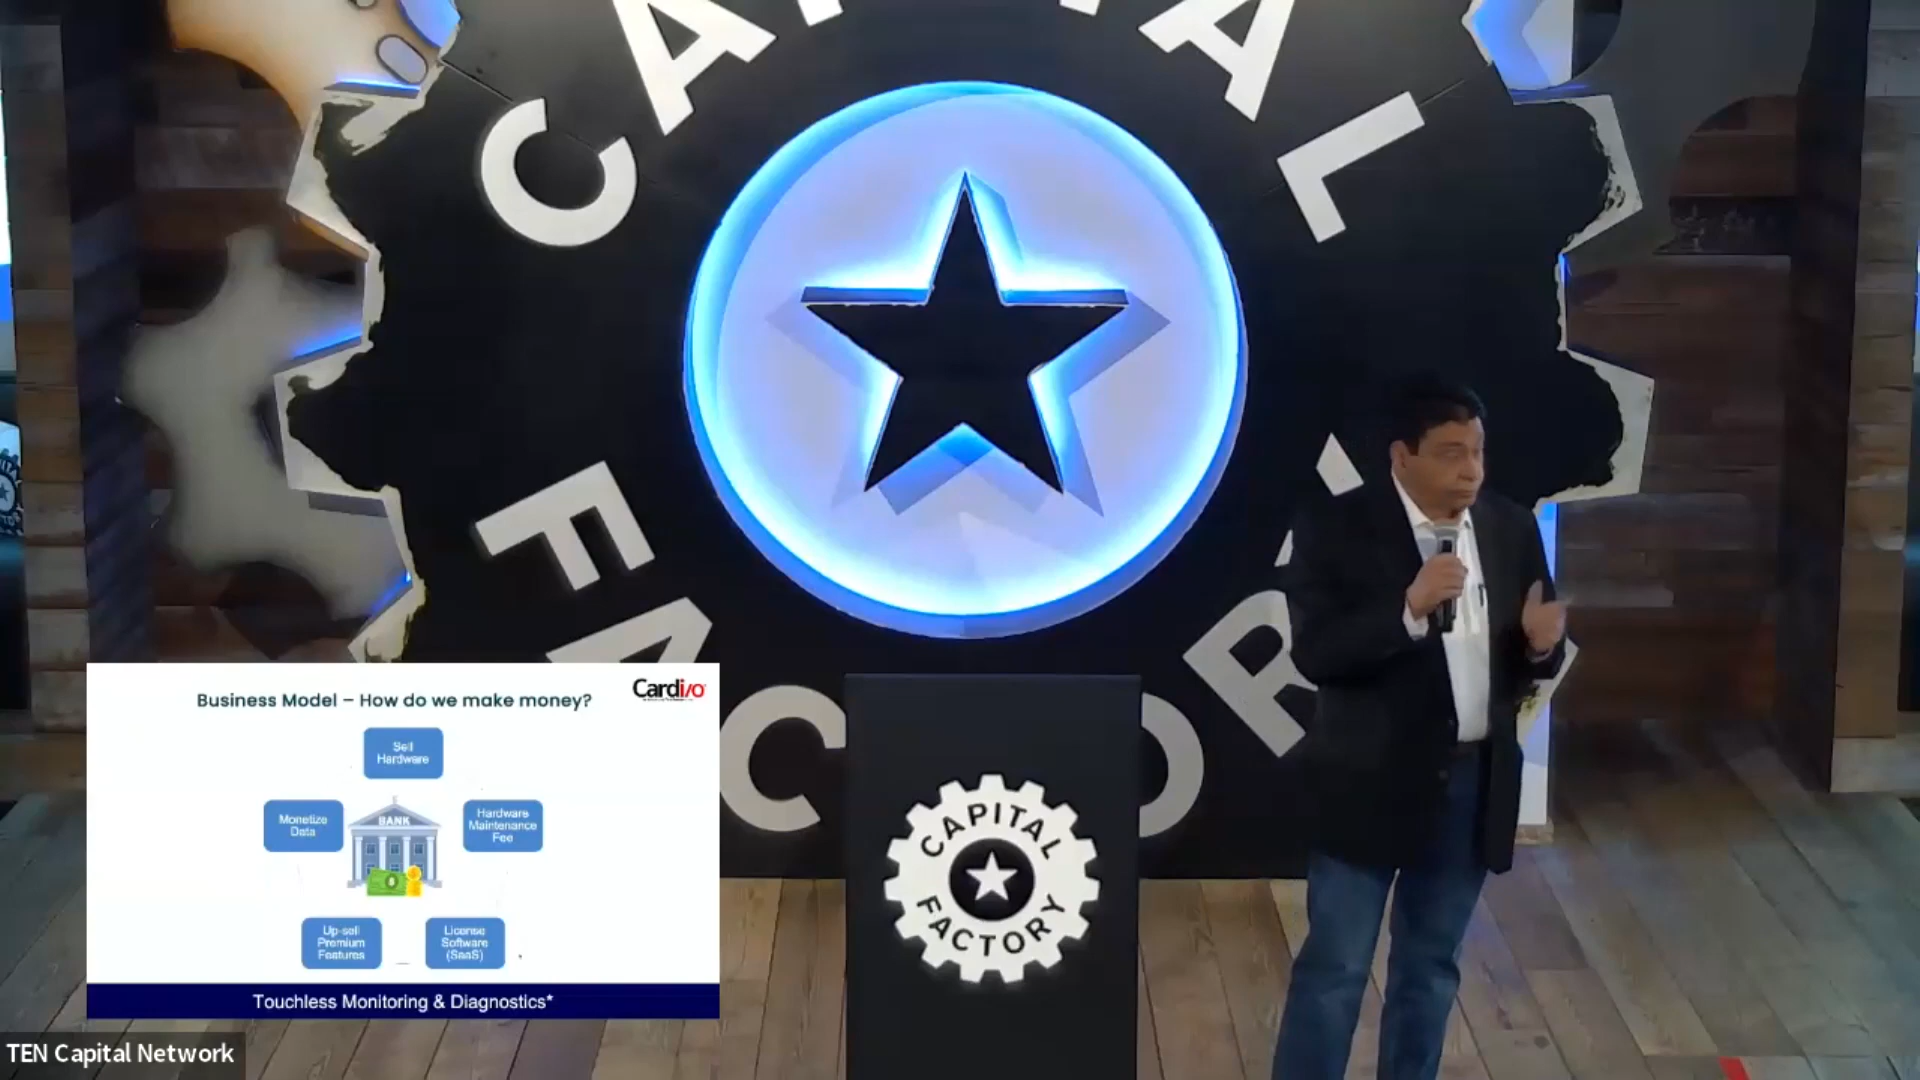 CAPITAL
FACTORY
Business Model – How do we make money?
Cardi/o
Sell
Hardware
Monetize
Data
BANK
Hardware
Maintenance
Fee
Up-sell
Premium
Features
License
Software
(SaaS)
Touchless Monitoring & Diagnostics*
CAPITAL
FACTORY
TEN Capital Network